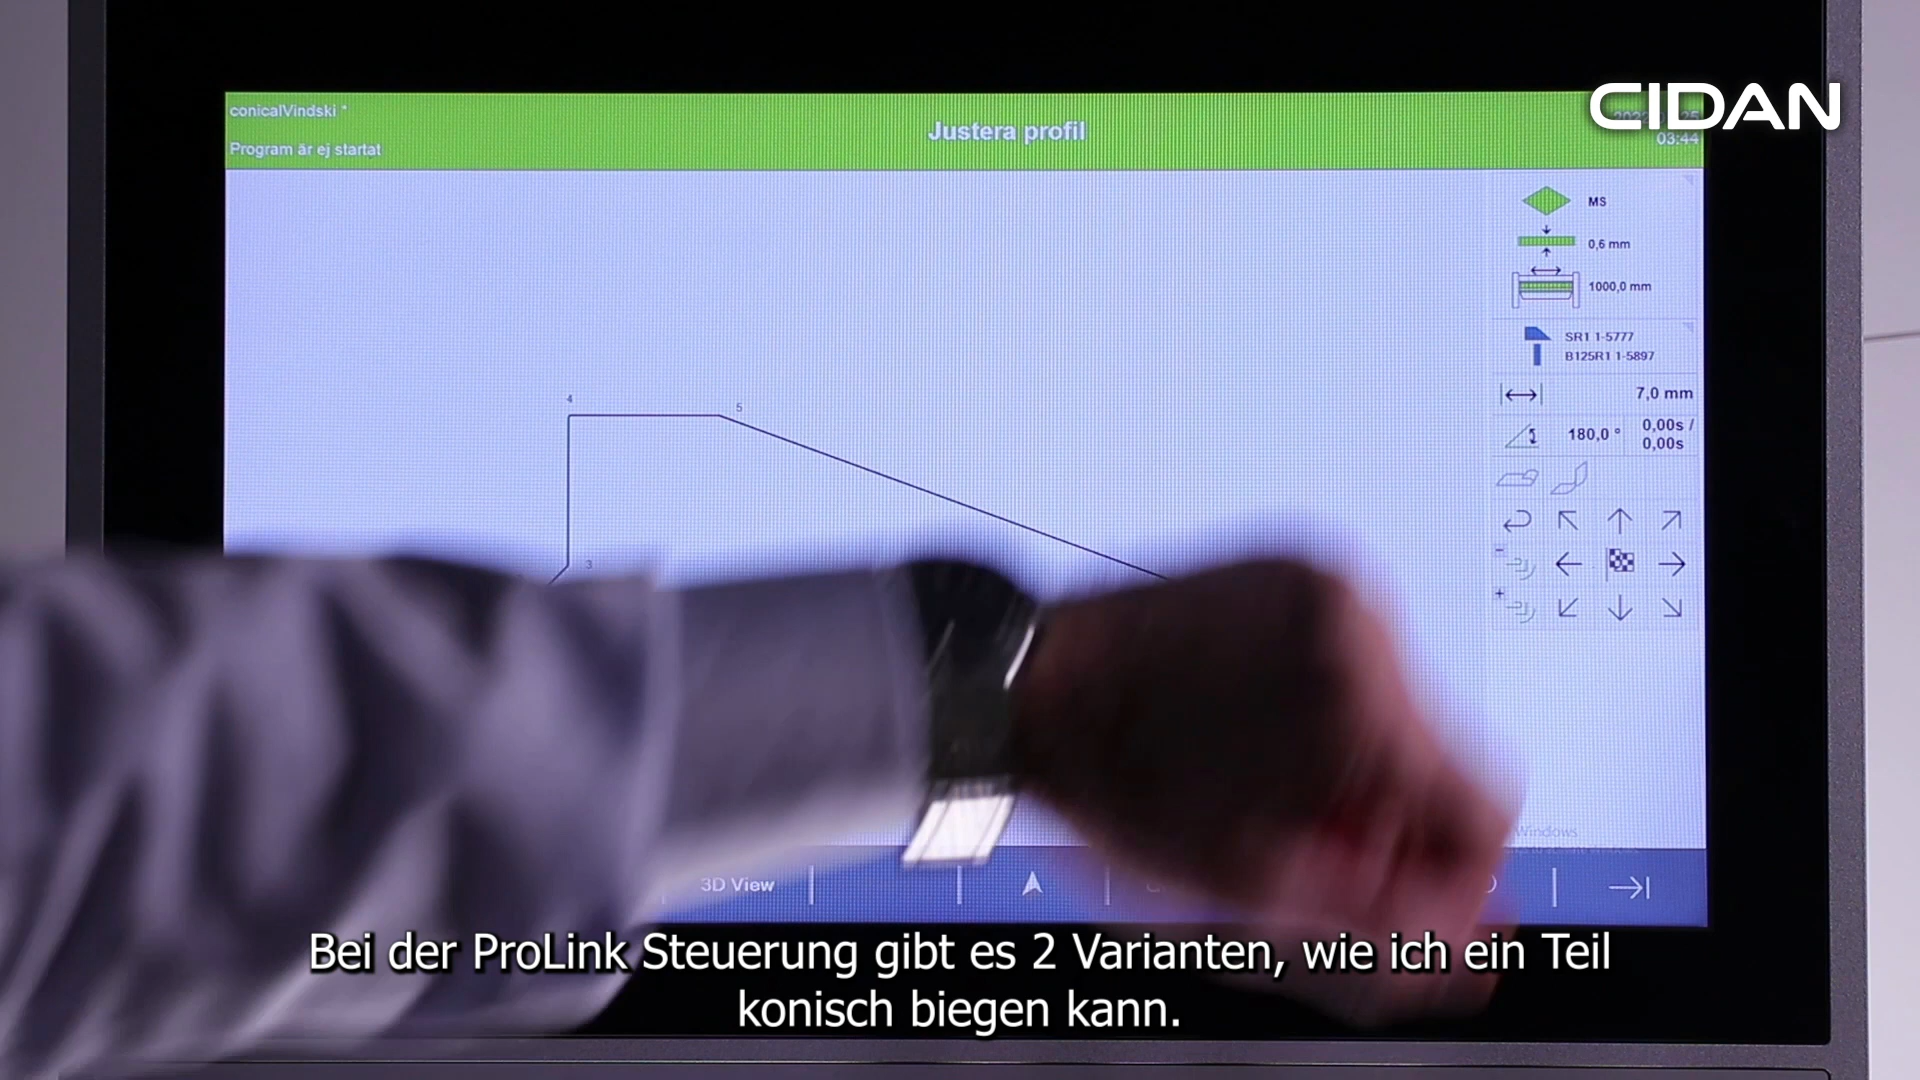 CIDAN
conicalVindski *
Justera profil
Program är ej startat
03:44
MS
0,6 mm
1000,0 mm
SR1 1-5777
B125R1 1-5897
7,0 mm
180,0 °
0,00s /
0,00s
4
5
3
Windows
3D View
Bei der ProLink Steuerung gibt es 2 Varianten, wie ich ein Teil
konisch biegen kann.